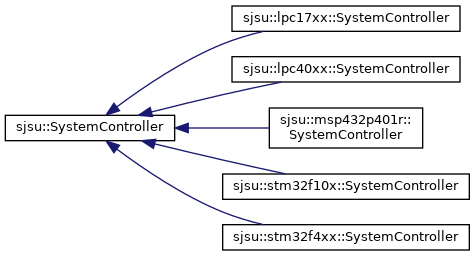 sjsu::lpc17xx::SystemController
sjsu::lpc40xx::SystemController
sjsu::msp432p401r::
SystemController
sjsu::SystemController
sjsu::stm32f10x::SystemController
sjsu::stm32f4xx::SystemController